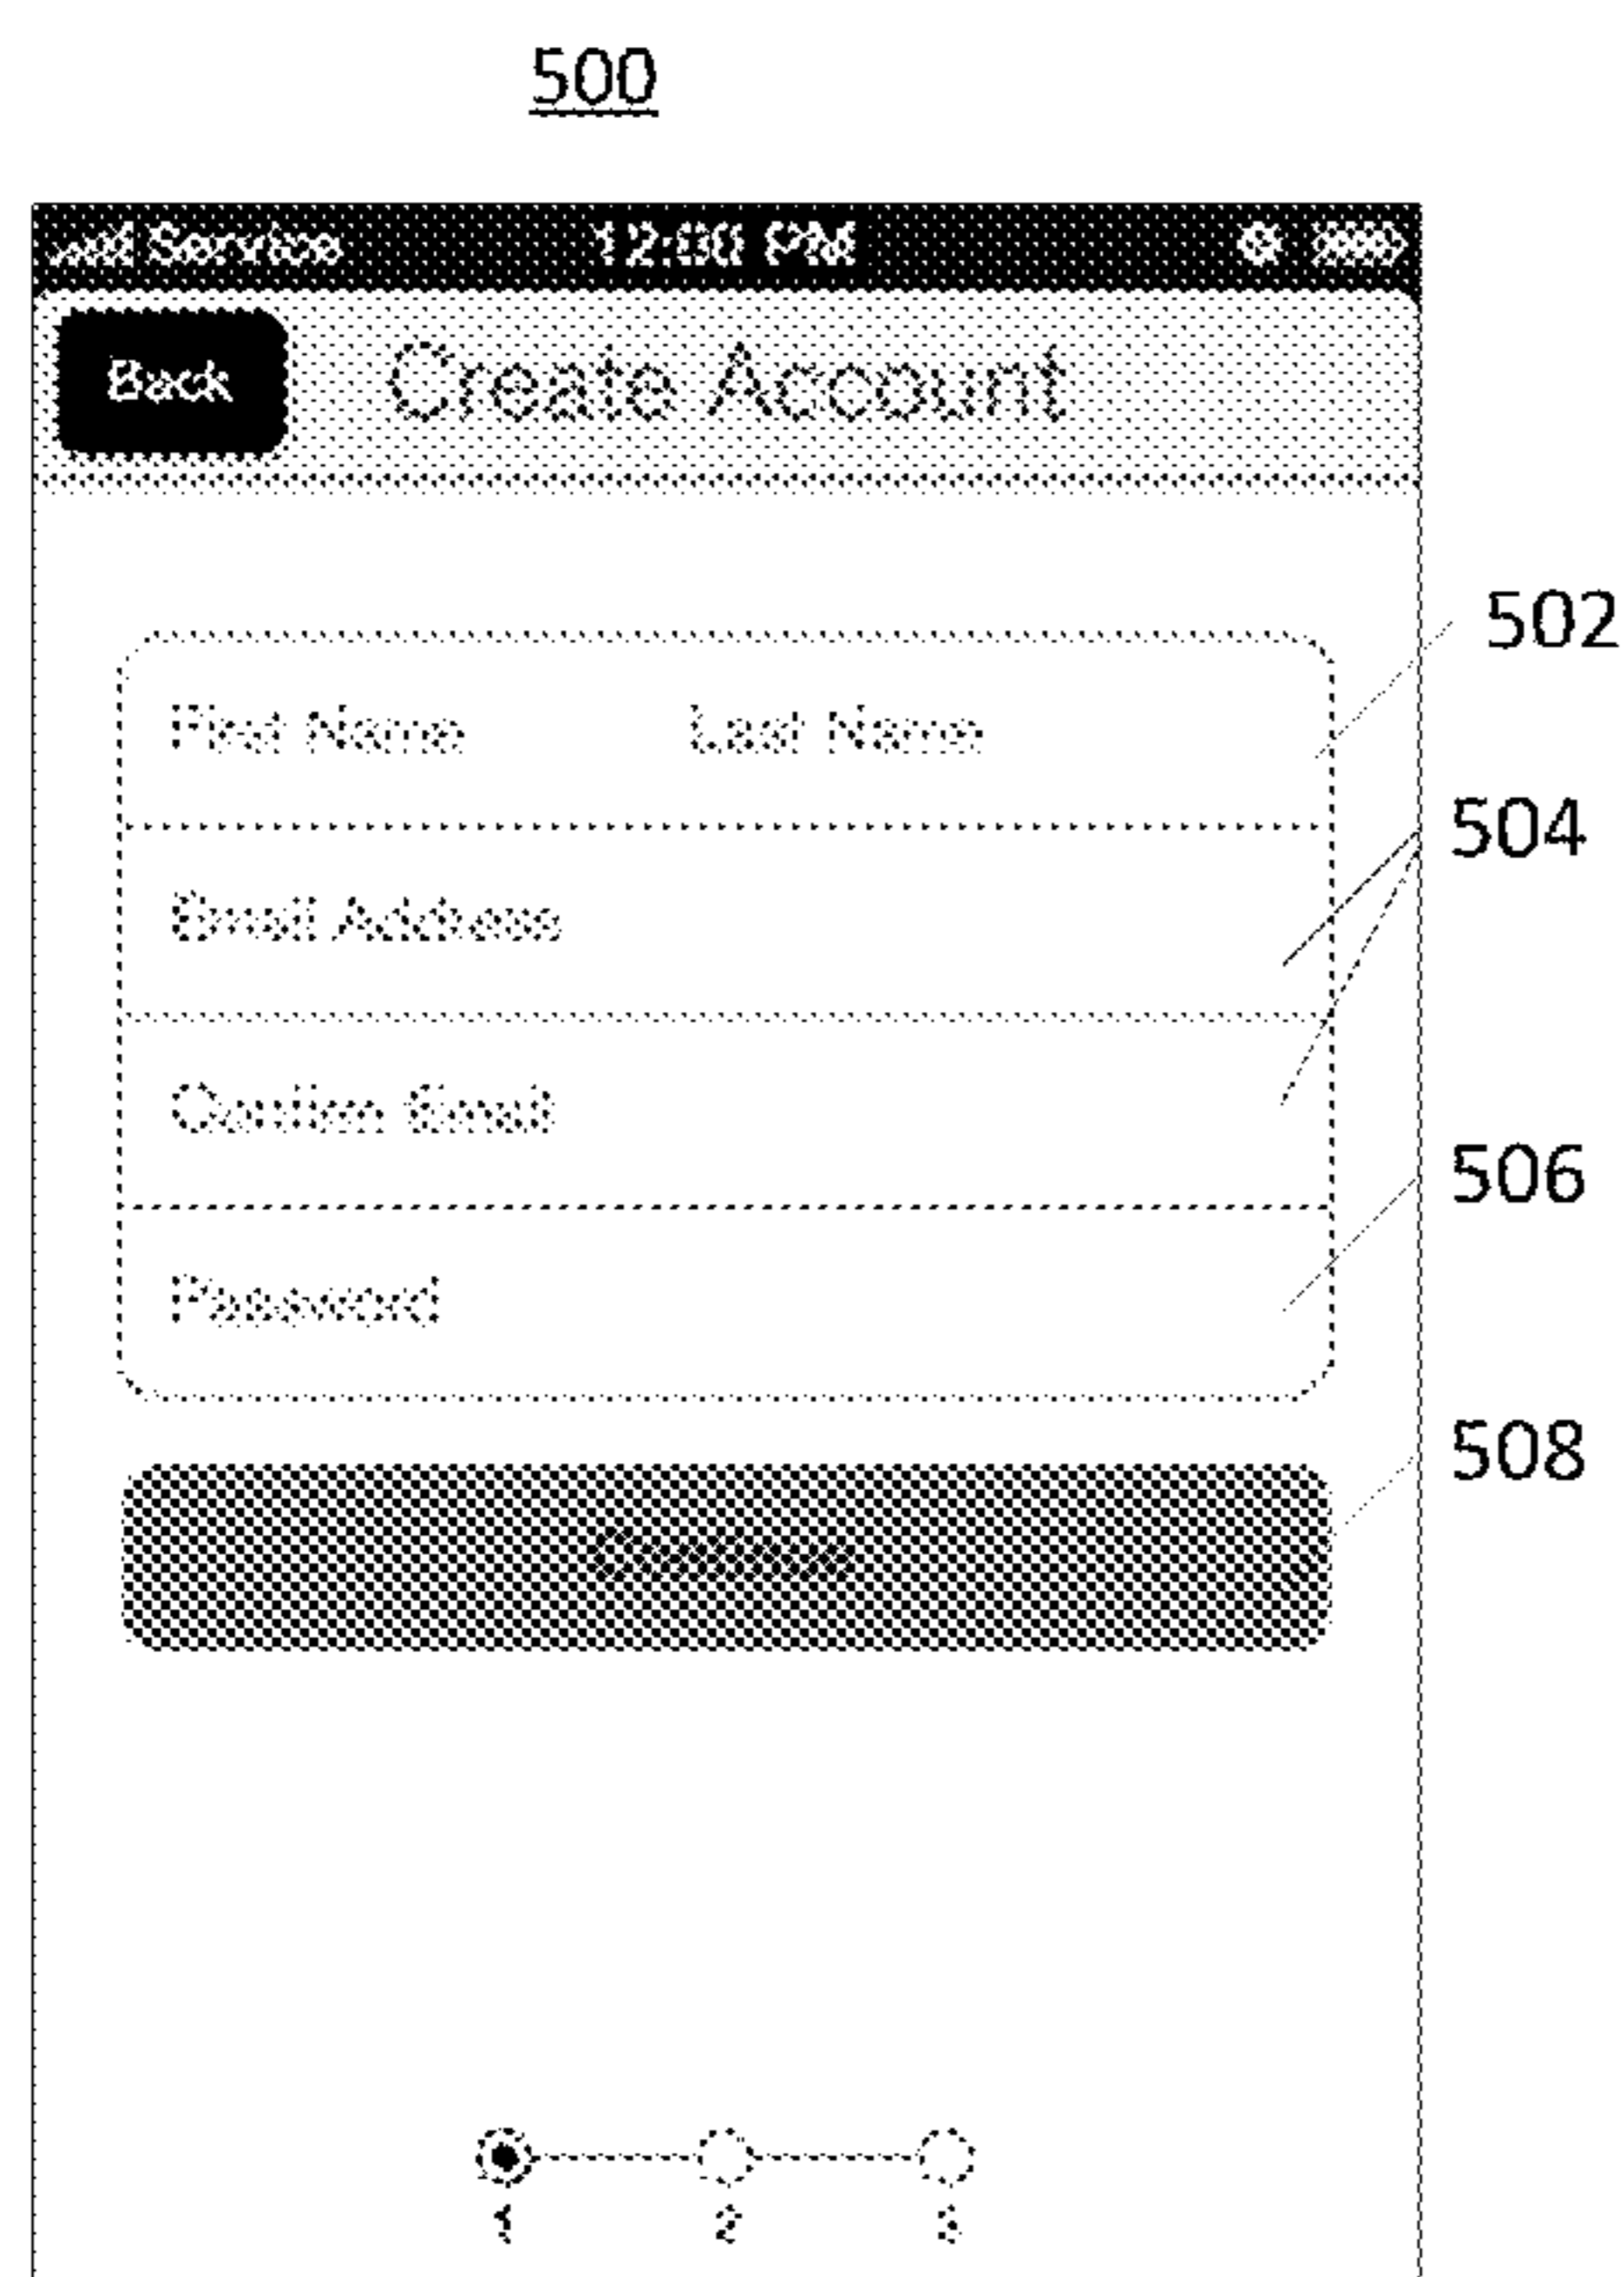 500
Service 12:00 PM
Back Create Account
502
First Name Last Name
504
Email Address
Confirm Email
506
Password
508
Continue
1 2 3